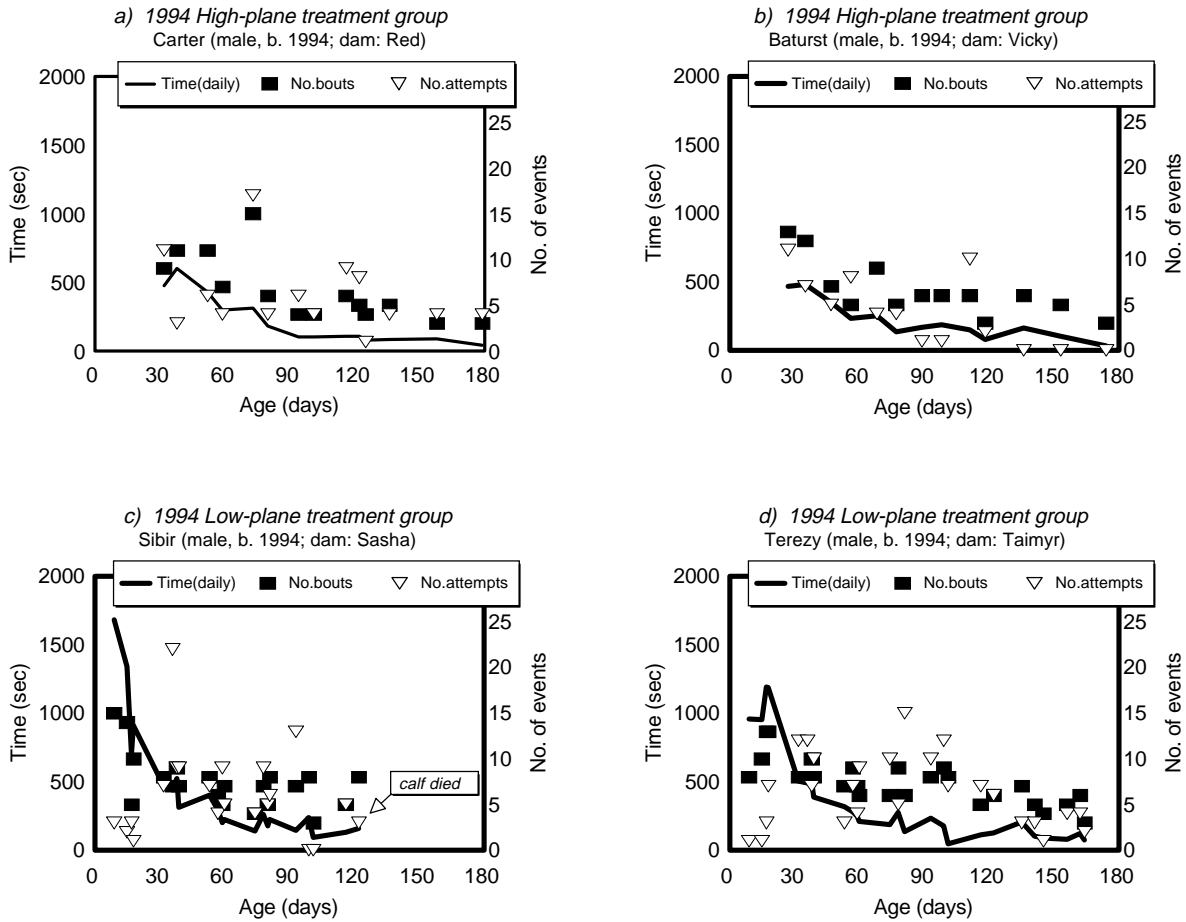 a) 1994 High-plane treatment group
Carter (male, b. 1994; dam: Red)
2000
1500
1000
500
0
Time (sec)
Time(daily) No.bouts No.attempts
25
20
15
10
5
0
No. of events
0 30 60 90 120 150 180
Age (days)
b) 1994 High-plane treatment group
Baturst (male, b. 1994; dam: Vicky)
2000
1500
1000
500
0
Time (sec)
Time(daily) No.bouts No.attempts
25
20
15
10
5
0
No. of events
0 30 60 90 120 150 180
Age (days)
c) 1994 Low-plane treatment group
Sibir (male, b. 1994; dam: Sasha)
2000
1500
1000
500
0
Time (sec)
Time(daily) No.bouts No.attempts
calf died
25
20
15
10
5
0
No. of events
0 30 60 90 120 150 180
Age (days)
d) 1994 Low-plane treatment group
Terezy (male, b. 1994; dam: Taimyr)
2000
1500
1000
500
0
Time (sec)
Time(daily) No.bouts No.attempts
25
20
15
10
5
0
No. of events
0 30 60 90 120 150 180
Age (days)